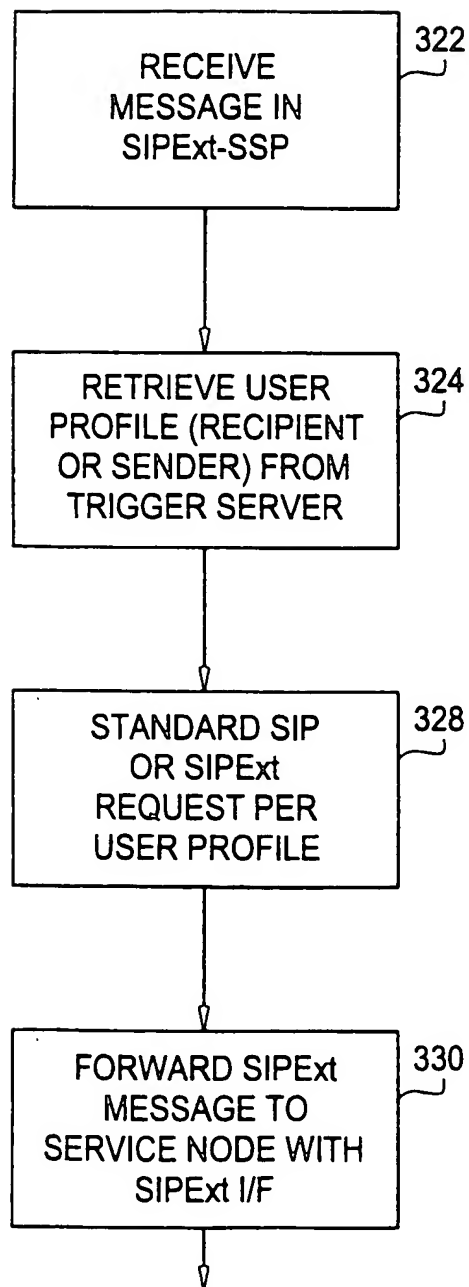 322
RECEIVE
MESSAGE IN
SIPExt-SSP
324
RETRIEVE USER
PROFILE (RECIPIENT
OR SENDER) FROM
TRIGGER SERVER
328
STANDARD SIP
OR SIPExt
REQUEST PER
USER PROFILE
330
FORWARD SIPExt
MESSAGE TO
SERVICE NODE WITH
SIPExt I/F